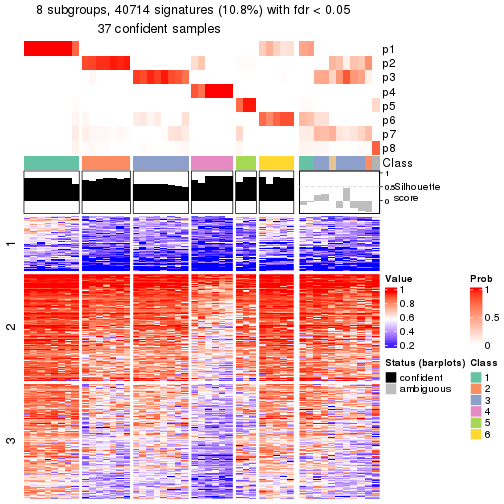 8 subgroups, 40714 signatures (10.8%) with fdr < 0.05
37 confident samples
p1
p2
p3
p4
p5
p6
p7
p8
Class
1
0.5
0
Silhouette
score
1
2
3
Value
1
0.8
0.6
0.4
0.2
Prob
1
0.5
0
Status (barplots)
confident
ambiguous
Class
1
2
3
4
5
6